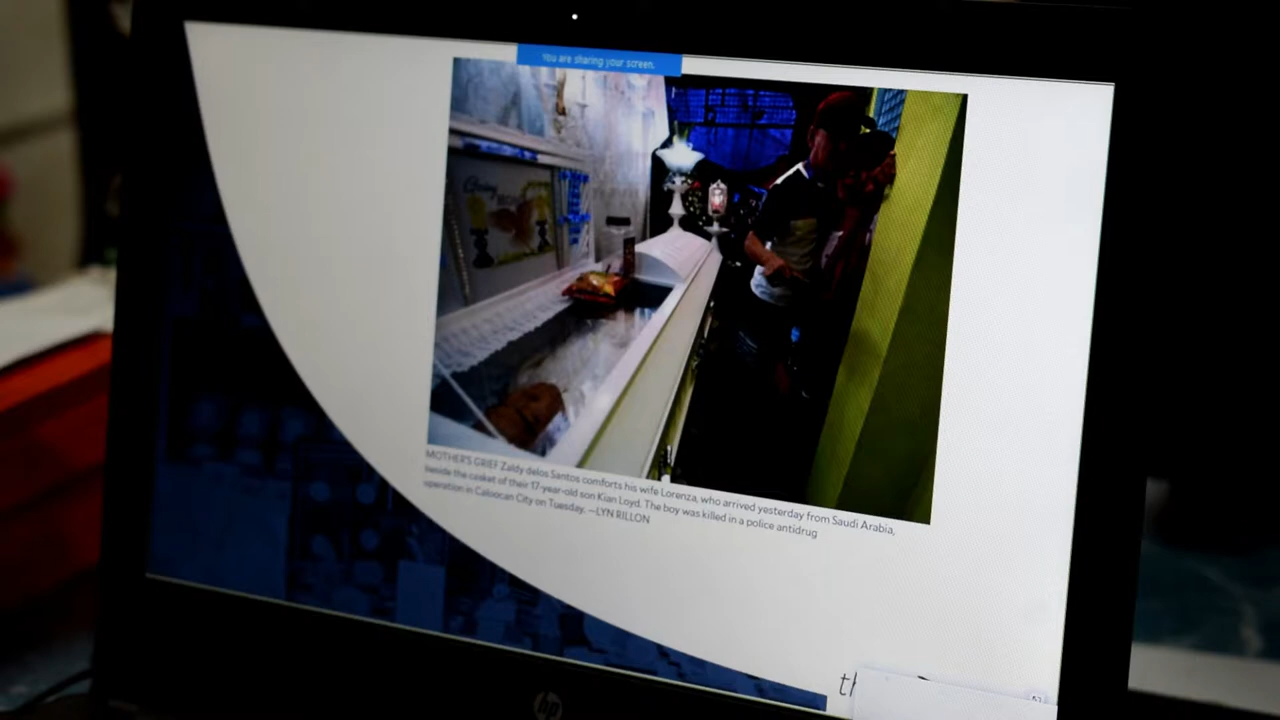 You are sharing your screen.
MOTHER'S GRIEF Zaldy delos Santos comforts his wife Lorenza, who arrived yesterday from Saudi Arabia,
beside the casket of their 17-year-old son Kian Loyd. The boy was killed in a police antidrug
operation in Caloocan City on Tuesday. —LYN RILLON
hp